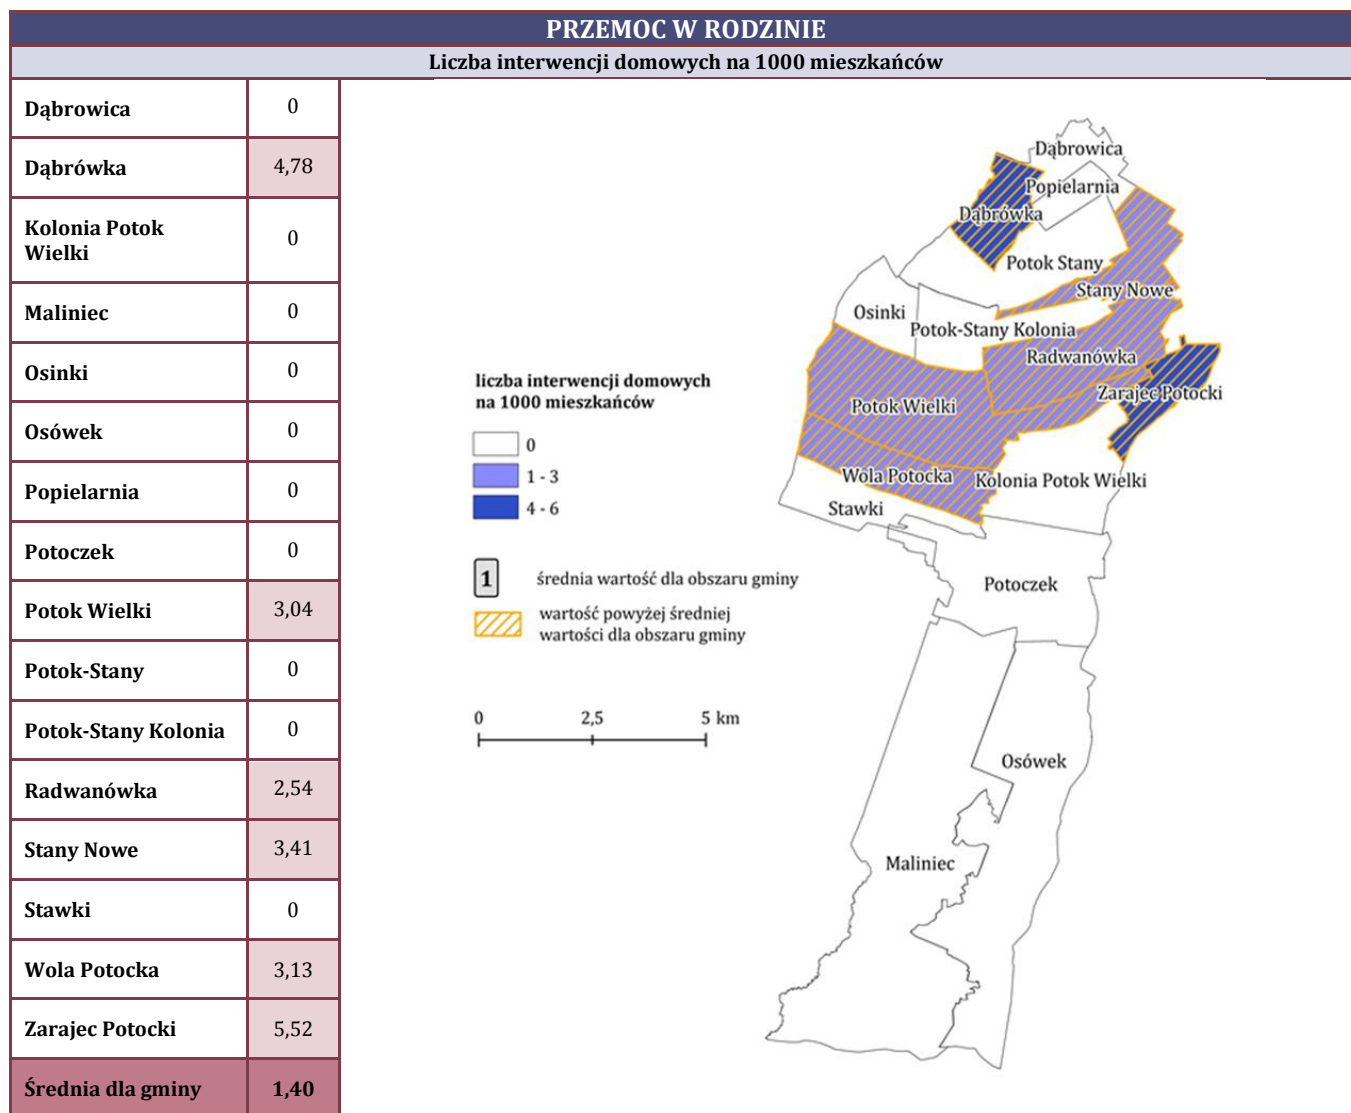 PRZEMOC W RODZINIE
Liczba interwencji domowych na 1000 mieszkańców
Dąbrowica 0
Dąbrówka 4,78
Kolonia Potok
Wielki 0
Maliniec 0
Osinki 0
Osówek 0
Popielarnia 0
Potoczek 0
Potok Wielki 3,04
Potok-Stany 0
Potok-Stany Kolonia 0
Radwanówka 2,54
Stany Nowe 3,41
Stawki 0
Wola Potocka 3,13
Zarajec Potocki 5,52
Średnia dla gminy 1,40
liczba interwencji domowych
na 1000 mieszkańców
0
1 - 3
4 - 6
1 średnia wartość dla obszaru gminy
wartość powyżej średniej
wartości dla obszaru gminy
0 2,5 5 km
Dąbrowica
Popielarnia
Dąbrówka
Potok Stany
Stany Nowe
Osinki
Potok-Stany Kolonia
Radwanówka
Zarajec Potocki
Potok Wielki
Wola Potocka
Kolonia Potok Wielki
Stawki
Potoczek
Osówek
Maliniec